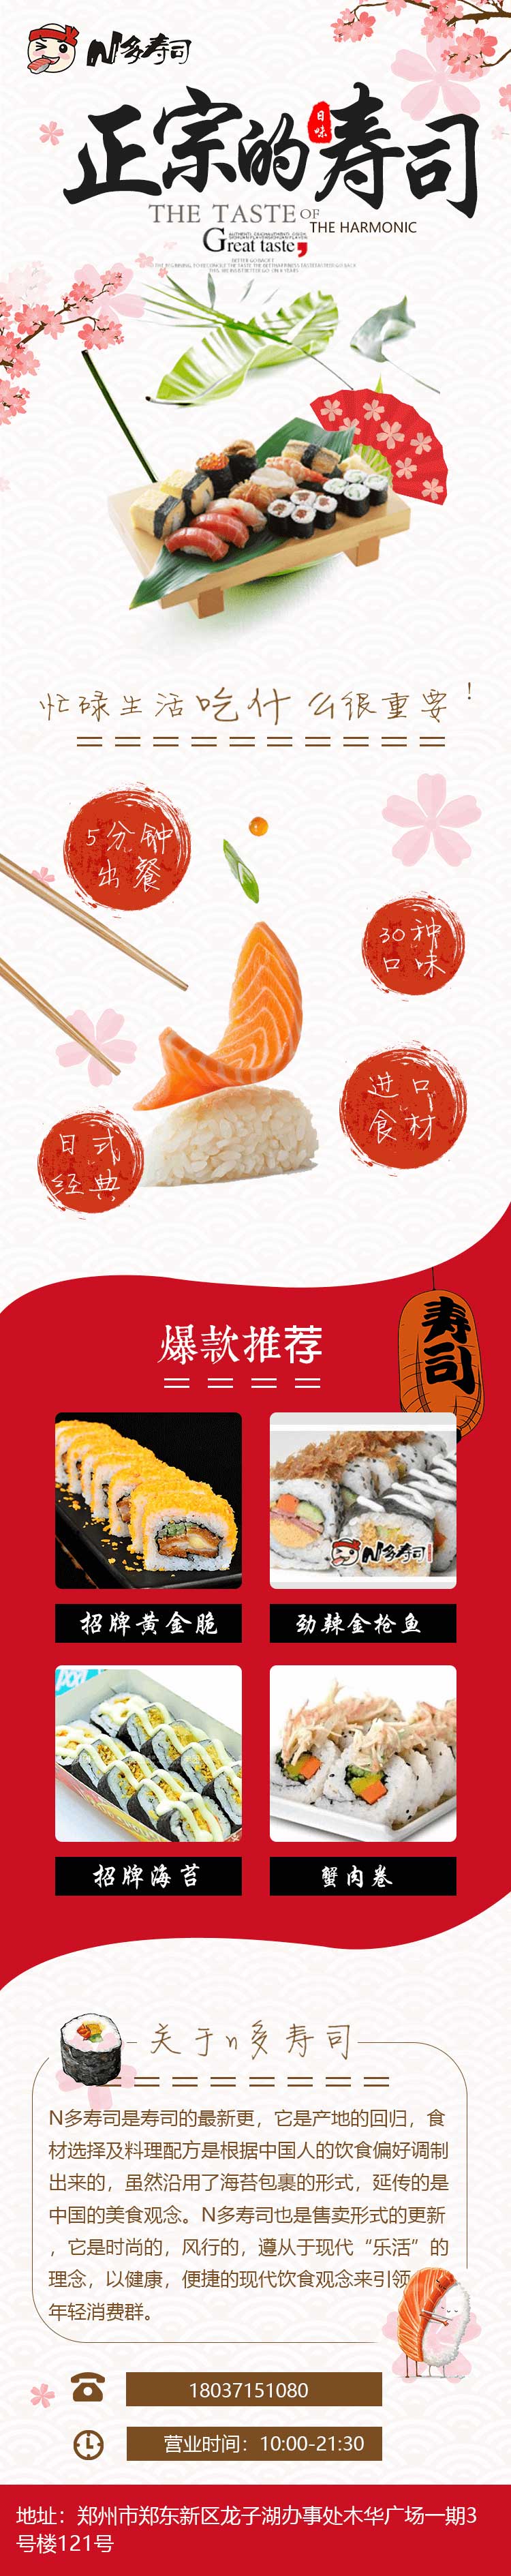 N多寿司
正宗的寿司
日味
THE TASTE OF
THE HARMONIC
Great taste
忙碌生活吃什么很重要！
5分钟
出餐
30种
口味
进口
食材
日式
经典
寿司
爆款推荐
N多寿司
招牌黄金脆
劲辣金枪鱼
招牌海苔
蟹肉卷
关于n多寿司
N多寿司是寿司的最新更，它是产地的回归，食
材选择及料理配方是根据中国人的饮食偏好调制
出来的，虽然沿用了海苔包裹的形式，延传的是
中国的美食观念。N多寿司也是售卖形式的更新
，它是时尚的，风行的，遵从于现代“乐活”的
理念，以健康，便捷的现代饮食观念来引领
年轻消费群。
18037151080
营业时间：10:00-21:30
地址：郑州市郑东新区龙子湖办事处木华广场一期3
号楼121号